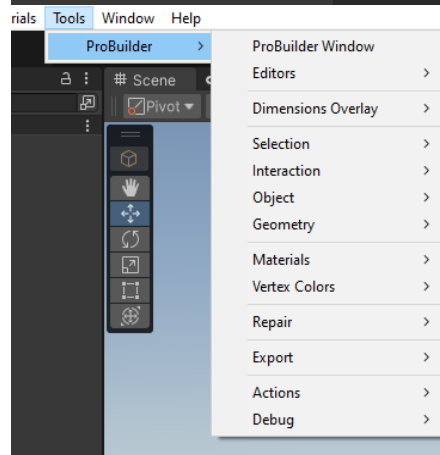 rials Tools Window Help
ProBuilder
ProBuilder Window
Editors
Dimensions Overlay
Selection
Interaction
Object
Geometry
Materials
Vertex Colors
Repair
Export
Actions
Debug
# Scene
Pivot